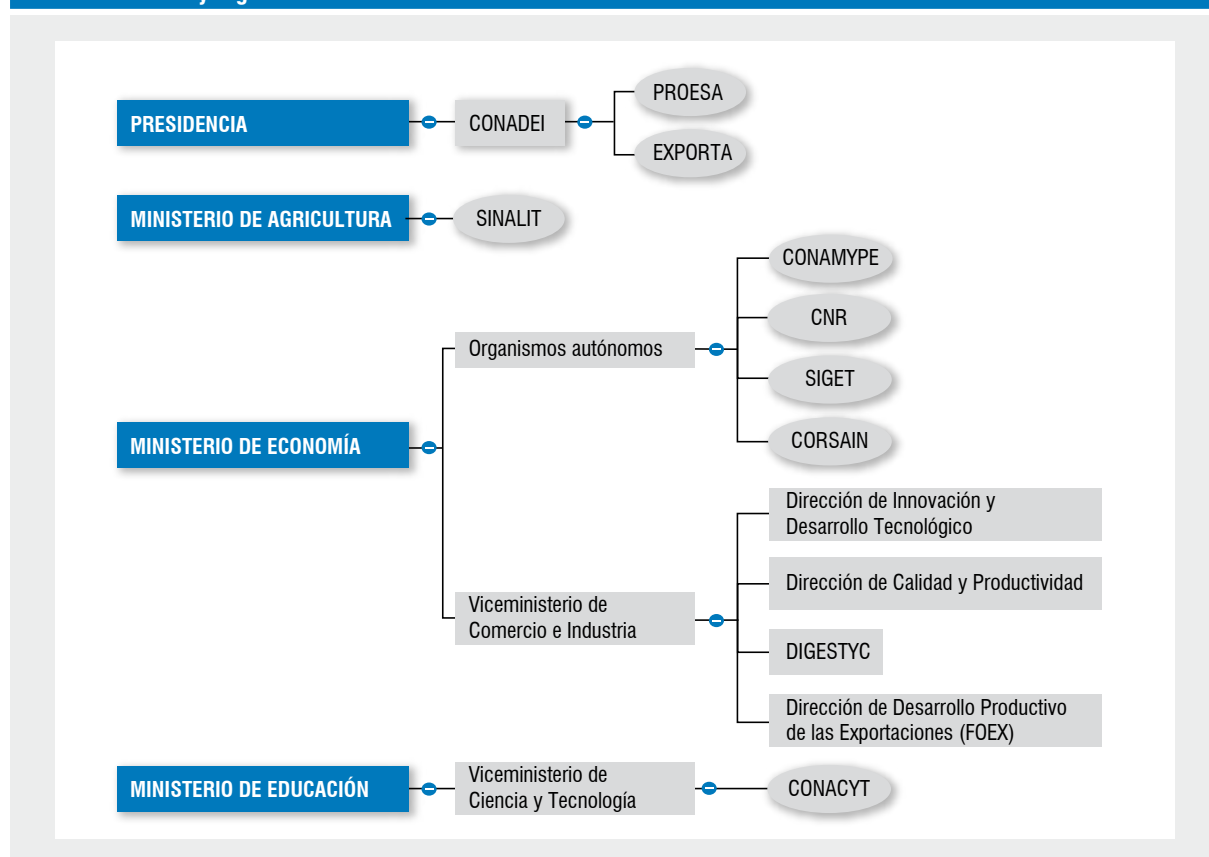 PRESIDENCIA
CONADEI
PROESA
EXPORTA
MINISTERIO DE AGRICULTURA
SINALIT
MINISTERIO DE ECONOMÍA
Organismos autónomos
CONAMYPE
CNR
SIGET
CORSAIN
Viceministerio de
Comercio e Industria
Dirección de Innovación y
Desarrollo Tecnológico
Dirección de Calidad y Productividad
DIGESTYC
Dirección de Desarrollo Productivo
de las Exportaciones (FOEX)
MINISTERIO DE EDUCACIÓN
Viceministerio de
Ciencia y Tecnología
CONACYT